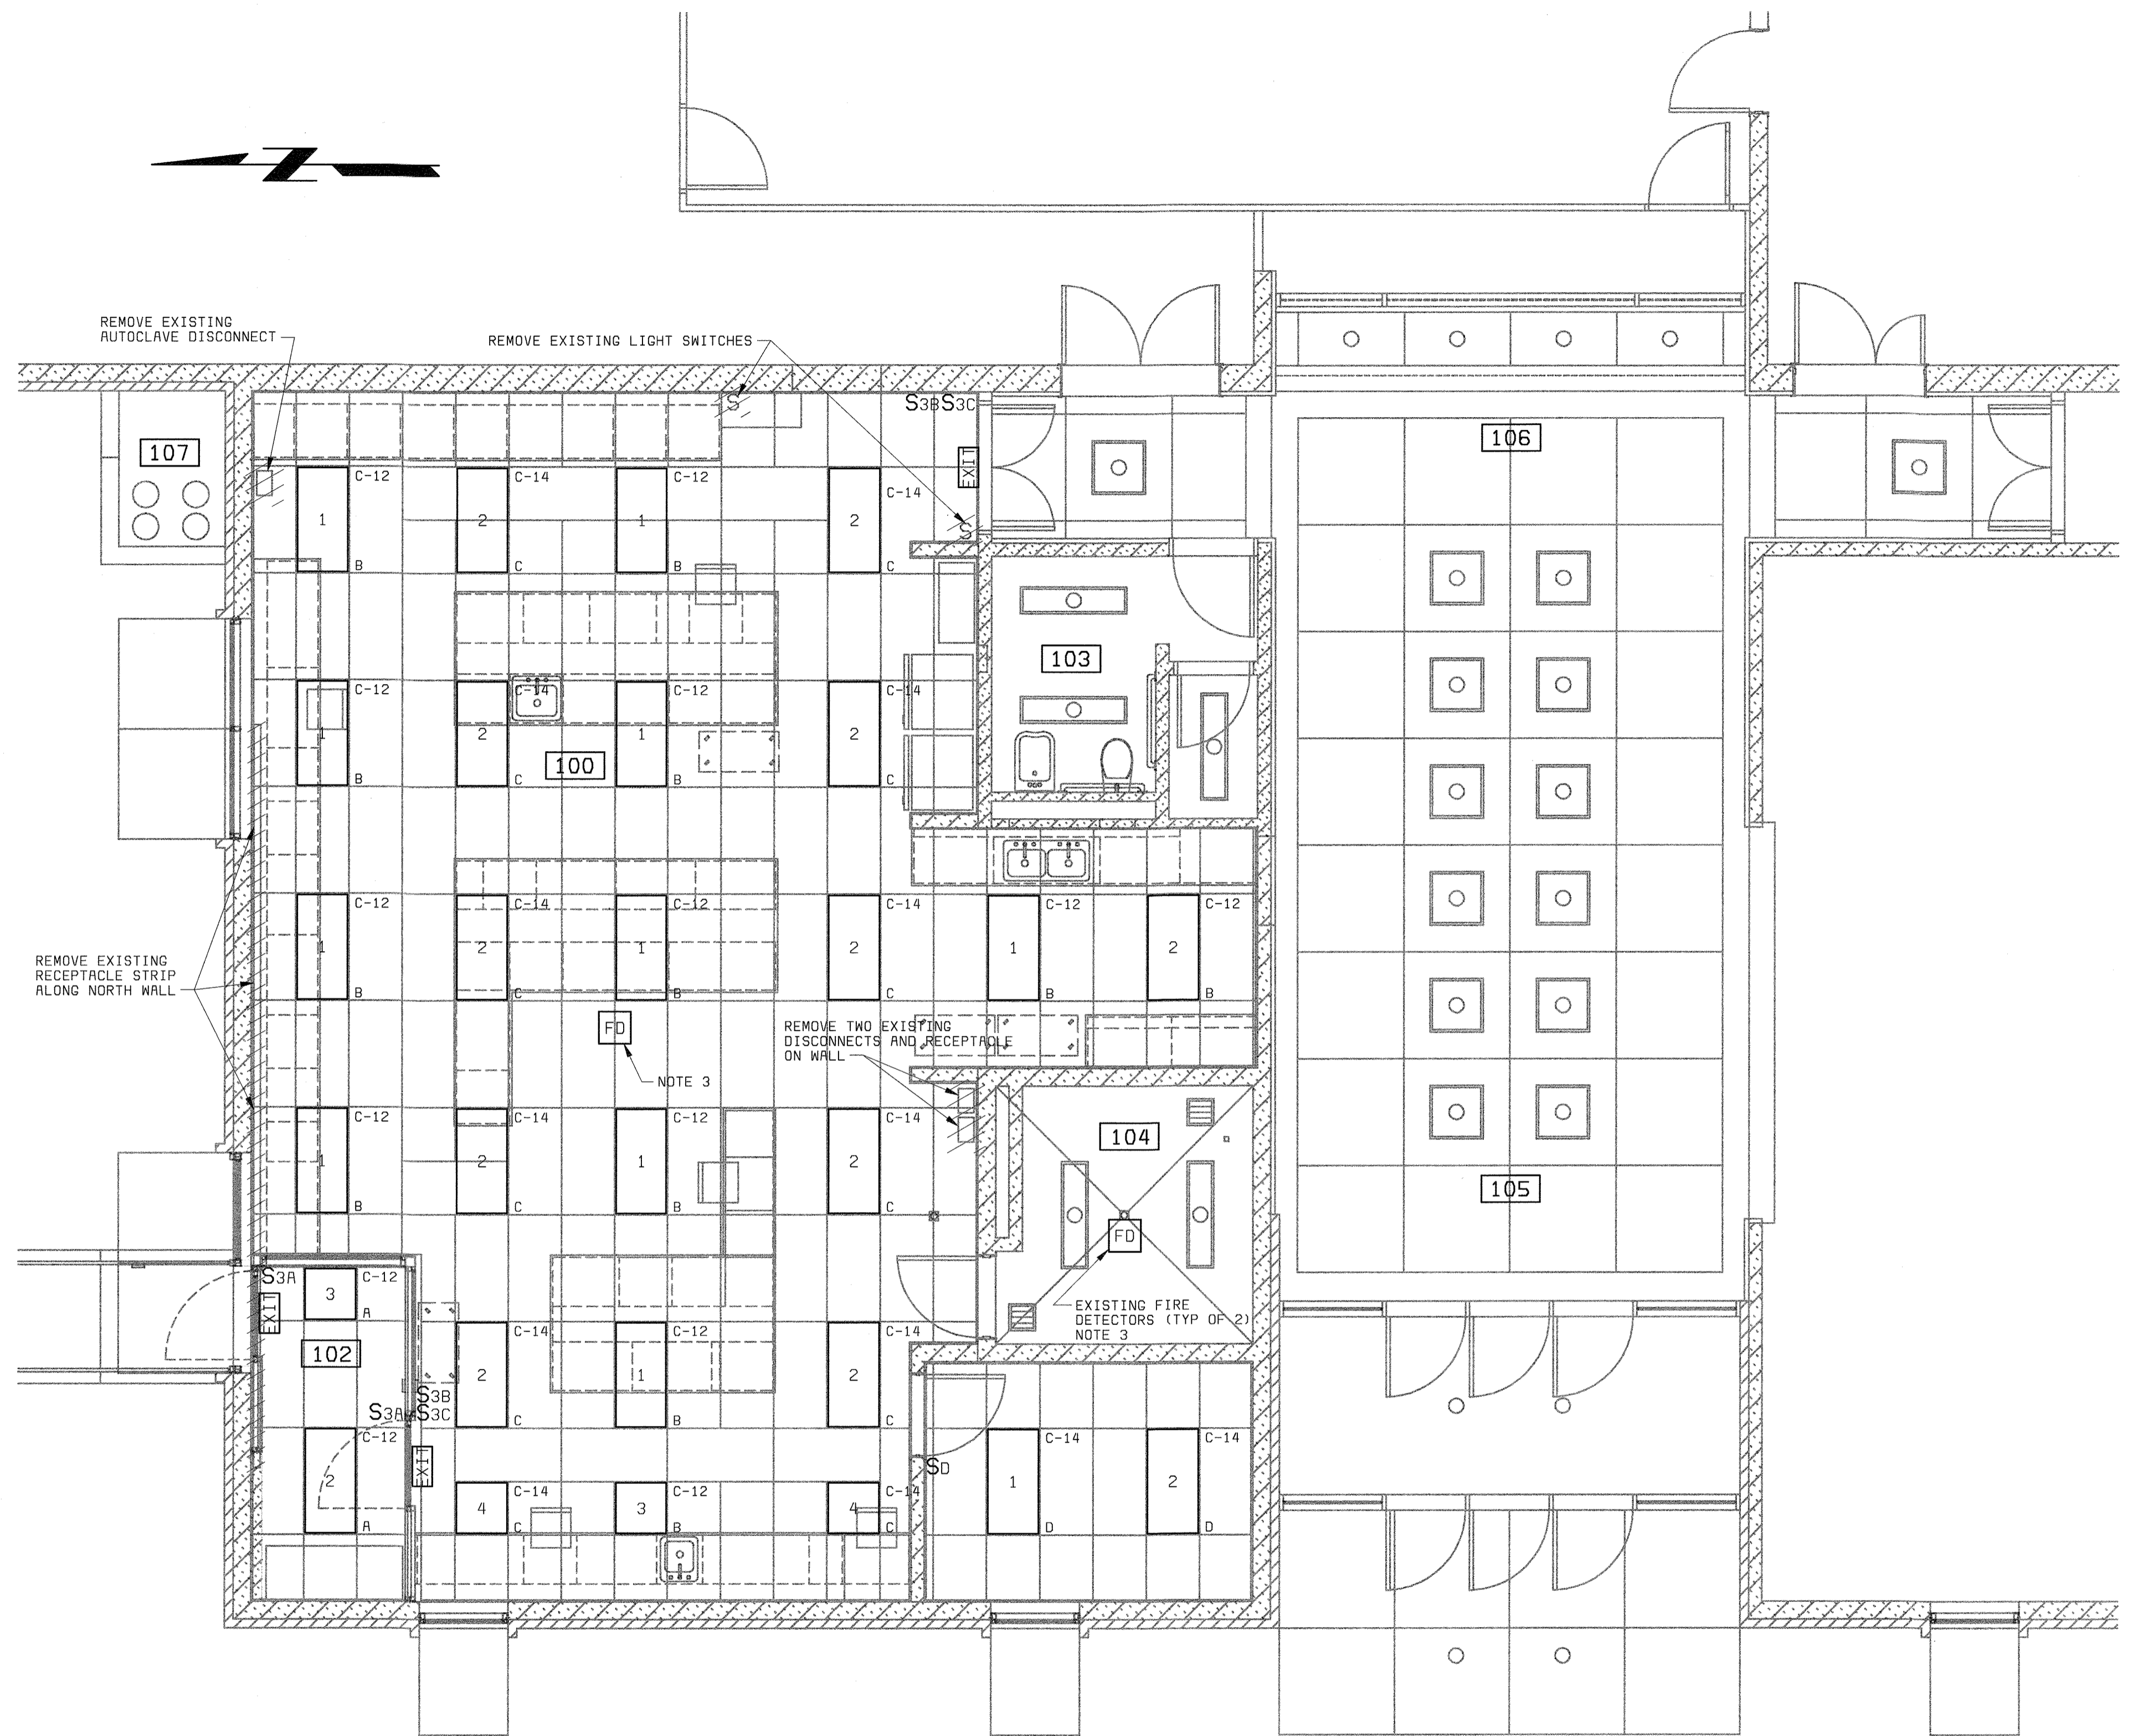 N
REMOVE EXISTING
AUTOCLAVE DISCONNECT
REMOVE EXISTING LIGHT SWITCHES
S
S3B S3C
107
106
EXIT
C-12
C-14
C-12
C-14
1
2
1
2
S
B
C
B
C
103
C-12
C-14
C-12
C-14
1
2
1
2
100
B
C
B
C
C-12
C-14
C-12
C-14
C-12
C-12
1
2
1
2
1
2
REMOVE EXISTING
RECEPTACLE STRIP
ALONG NORTH WALL
B
C
B
C
B
B
FD
NOTE 3
REMOVE TWO EXISTING
DISCONNECTS AND RECEPTACLE
ON WALL
C-12
C-14
C-12
C-14
1
2
1
2
104
105
B
C
B
C
FD
S3A
C-12
3
A
EXIT
EXISTING FIRE
DETECTORS (TYP OF 2)
NOTE 3
102
C-14
C-12
C-14
2
1
2
S3B
S3A
S3C
C
B
C
C-12
2
A
EXIT
SD
C-14
C-14
1
2
D
D
C-14
C-12
C-14
4
3
4
C
B
C